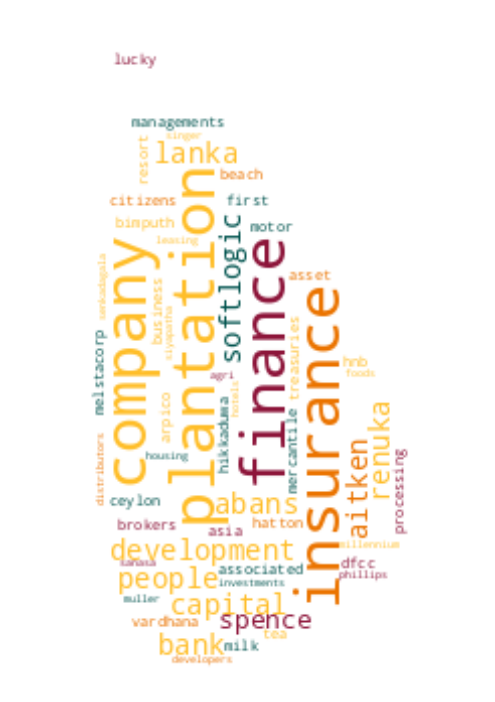 lucky
managements
singer
lanka
resort
beach
citizens
first
bimputh
motor
leasing
plantation
company
softlogic
finance
asset
senkadagala
business
siyapatha
insurance
treasuries
melstacorp
hnb
foods
agri
hotels
arpico
hikkaduwa
mercantile
renuka
aitken
housing
distributors
processing
ceylon
abans
brokers
asia
hatton
development
millennium
sanasa
associated
dfcc
phillips
people
investments
muller
capital
vardhana
spence
tea
bank
milk
developers